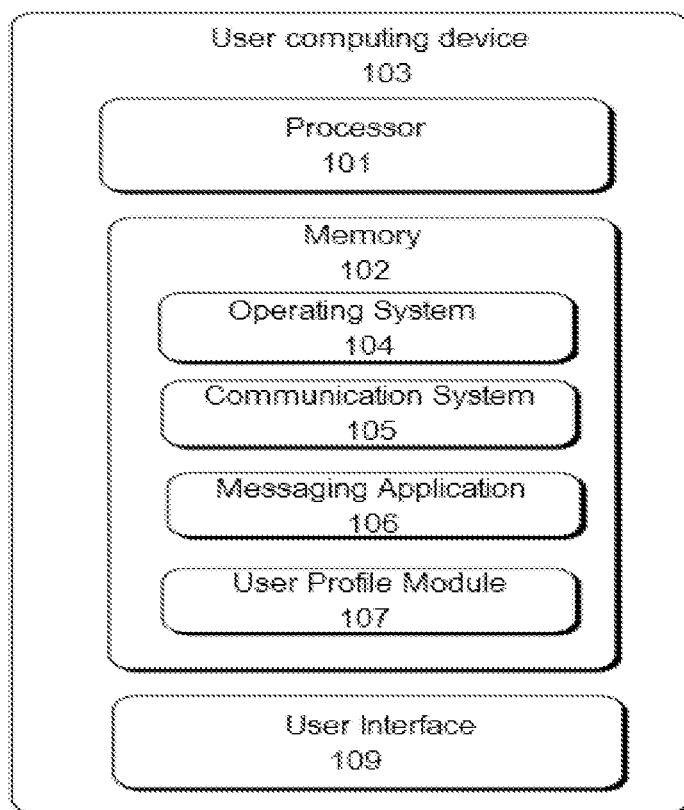 User computing device
103
Processor
101
Memory
102
Operating System
104
Communication System
105
Messaging Application
106
User Profile Module
107
User Interface
109